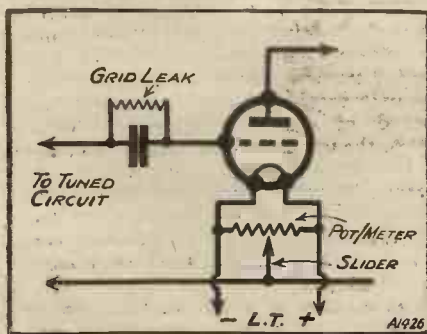 GRID LEAK
TO TUNED
CIRCUIT
POT/METER
SLIDER
- L.T. +
A1926